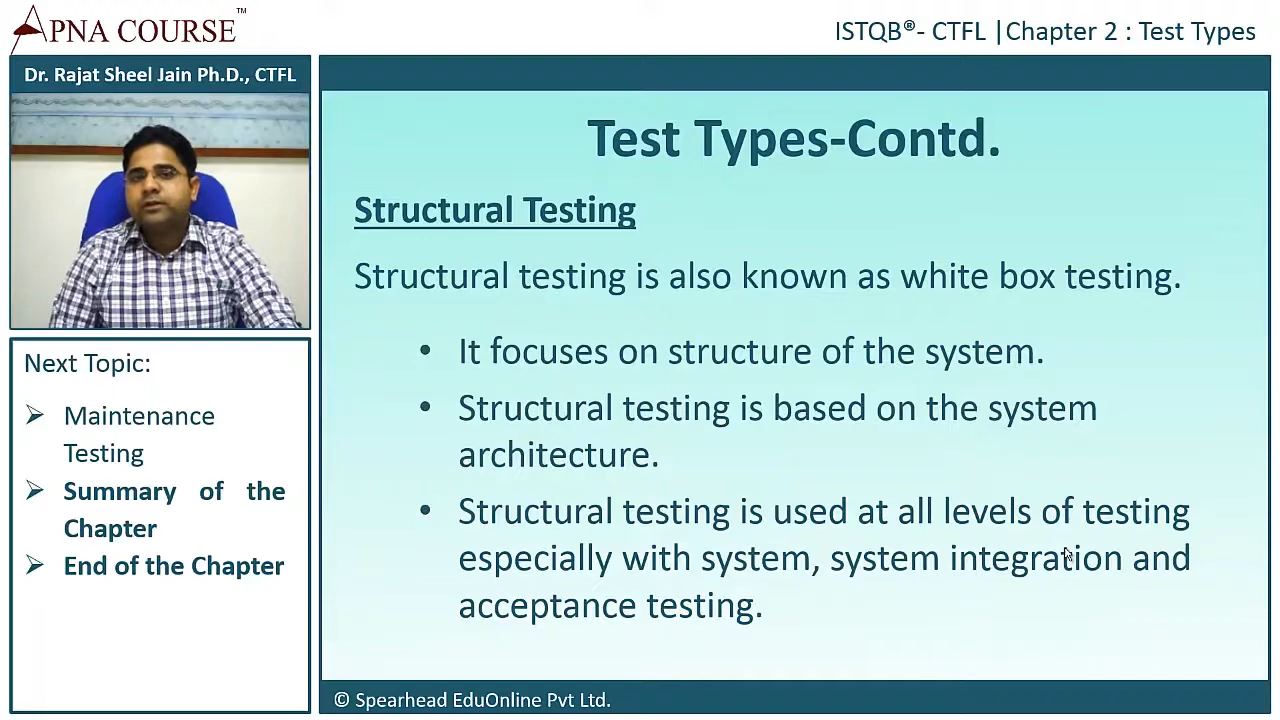 APNA COURSE™
ISTQB®- CTFL |Chapter 2 : Test Types
Dr. Rajat Sheel Jain Ph.D., CTFL
Test Types-Contd.
Structural Testing
Structural testing is also known as white box testing.
• It focuses on structure of the system.
• Structural testing is based on the system
architecture.
• Structural testing is used at all levels of testing
especially with system, system integration and
acceptance testing.
Next Topic:
➢ Maintenance
Testing
➢ Summary of the
Chapter
➢ End of the Chapter
© Spearhead EduOnline Pvt Ltd.